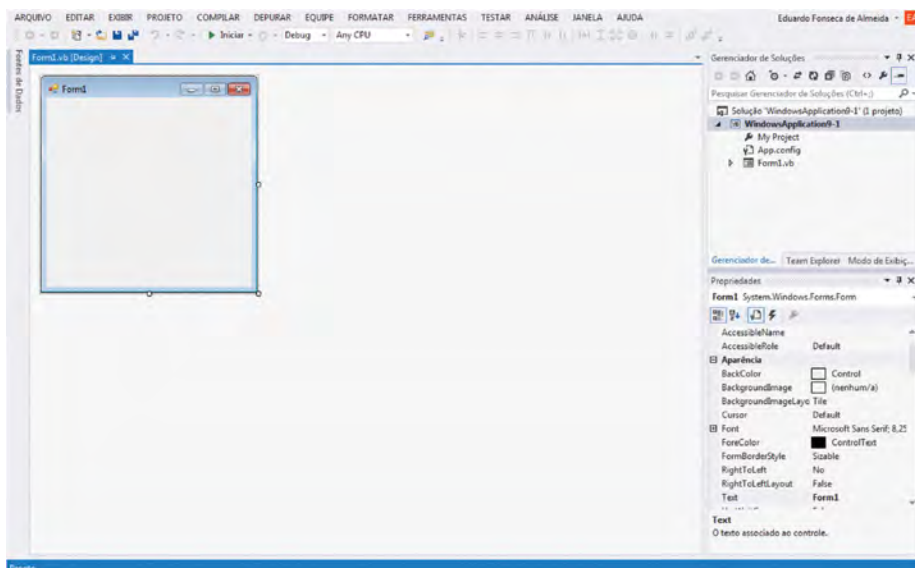 ARQUIVO EDITAR EXIBIR PROJETO COMPILAR DEPURAR EQUIPE FORMATAR FERRAMENTAS TESTAR ANÁLISE JANELA AJUDA Eduardo Fonseca de Almeida EA
Iniciar Debug Any CPU
Fontes de Dados
Form1.vb [Design]
Form1
Gerenciador de Soluções
Pesquisar Gerenciador de Soluções (Ctrl+;)
Solução 'WindowsApplication9-1' (1 projeto)
WindowsApplication9-1
My Project
App.config
Form1.vb
Gerenciador de... Team Explorer Modo de Exibiç...
Propriedades
Form1 System.Windows.Forms.Form
AccessibleName
AccessibleRole Default
Aparência
BackColor Control
BackgroundImage (nenhum/a)
BackgroundImageLayo Tile
Cursor Default
Font Microsoft Sans Serif; 8,25
ForeColor ControlText
FormBorderStyle Sizable
RightToLeft No
RightToLeftLayout False
Text Form1
Text
O texto associado ao controle.